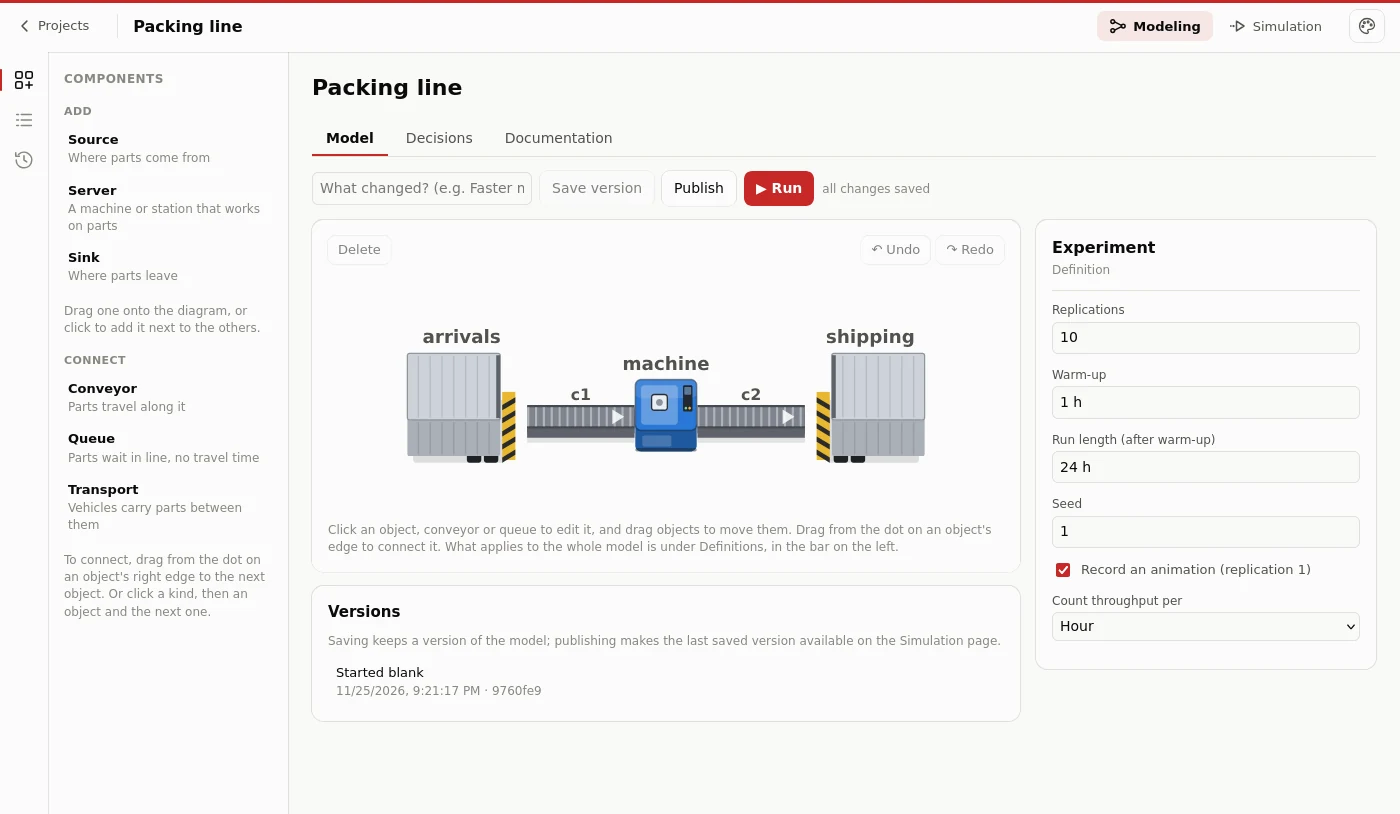 Projects
Packing line
Modeling
Simulation
COMPONENTS
ADD
Source
Where parts come from
Server
A machine or station that works
on parts
Sink
Where parts leave
Drag one onto the diagram, or
click to add it next to the others.
CONNECT
Conveyor
Parts travel along it
Queue
Parts wait in line, no travel time
Transport
Vehicles carry parts between
them
To connect, drag from the dot on
an object's right edge to the next
object. Or click a kind, then an
object and the next one.
Packing line
Model
Decisions
Documentation
What changed? (e.g. Faster n
Save version
Publish
▶ Run
all changes saved
Delete
↶ Undo
↷ Redo
arrivals
shipping
machine
c1
c2
Click an object, conveyor or queue to edit it, and drag objects to move them. Drag from the dot on an object's
edge to connect it. What applies to the whole model is under Definitions, in the bar on the left.
Versions
Saving keeps a version of the model; publishing makes the last saved version available on the Simulation page.
Started blank
11/25/2026, 9:21:17 PM · 9760fe9
Experiment
Definition
Replications
10
Warm-up
1 h
Run length (after warm-up)
24 h
Seed
1
Record an animation (replication 1)
Count throughput per
Hour